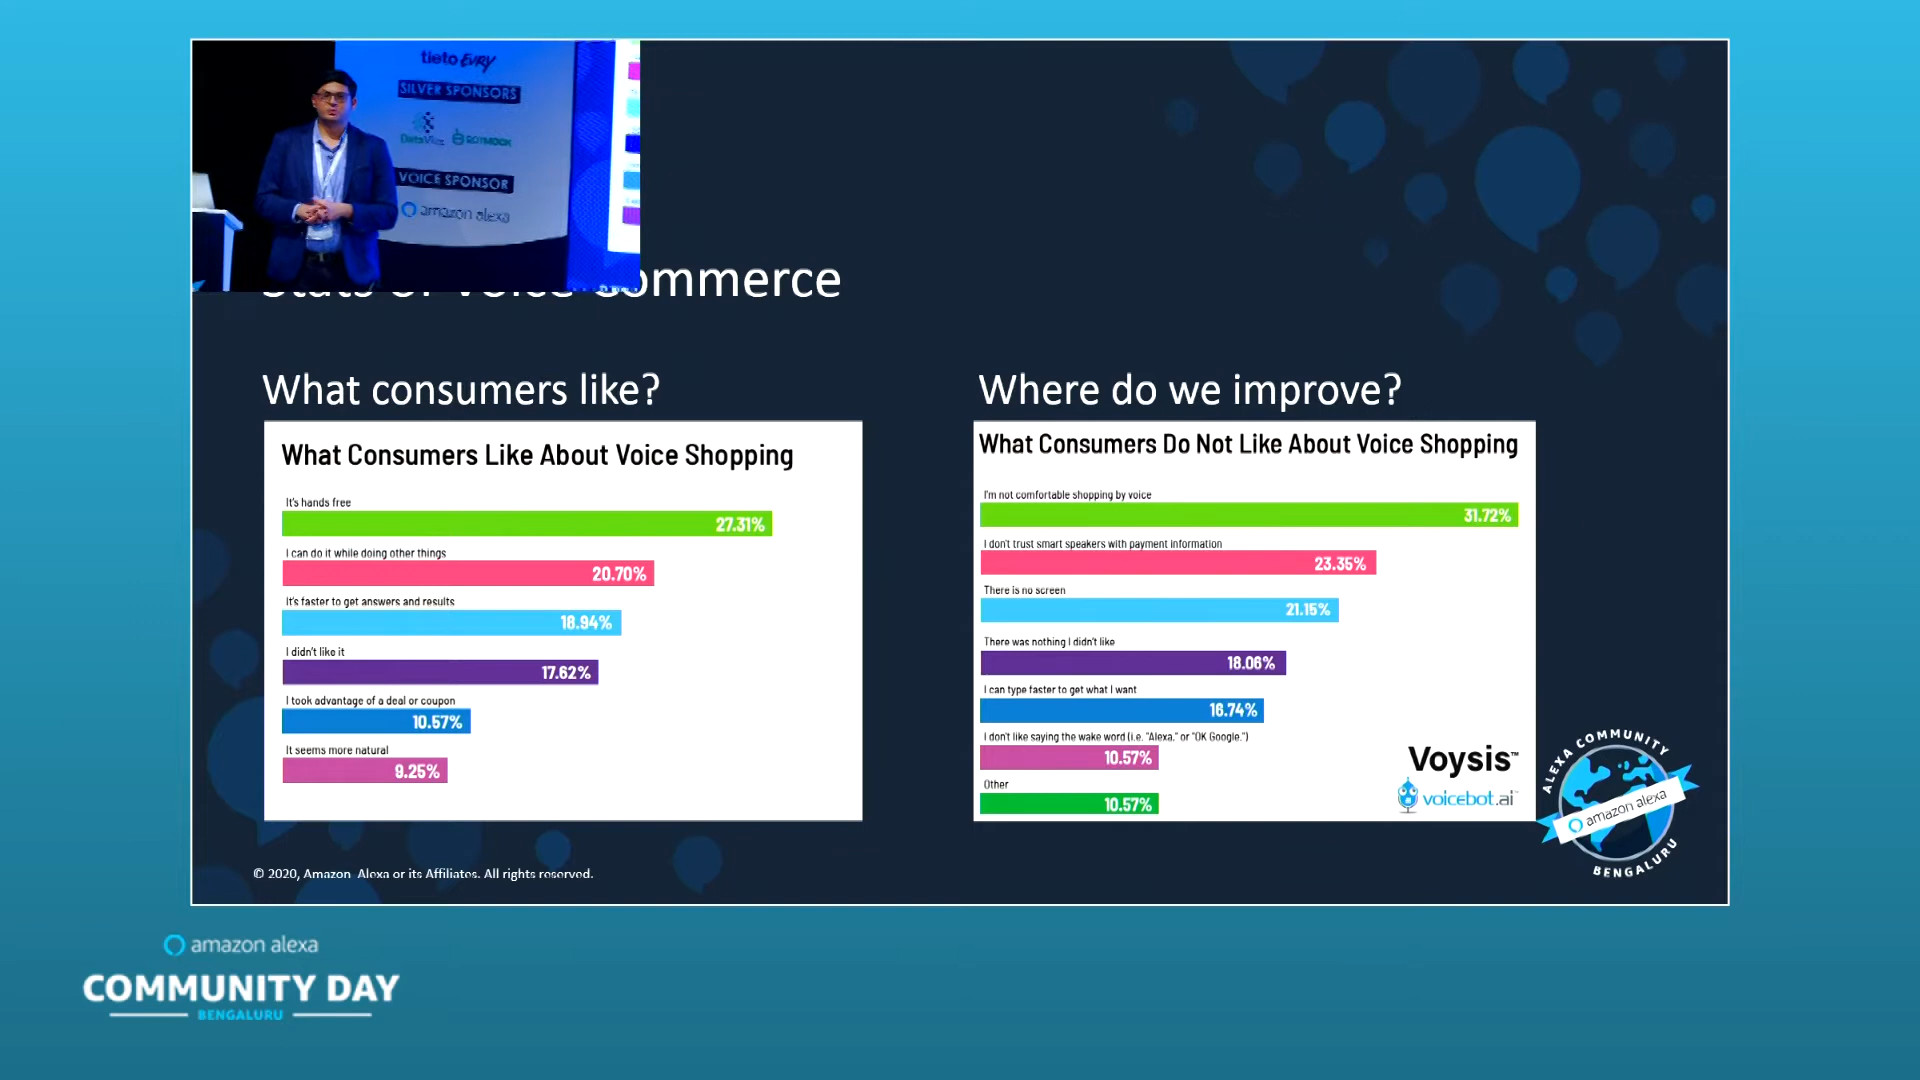 tieto EVRY
SILVER SPONSORS
VOICE SPONSOR
amazon alexa
Stats of Voice Commerce
What consumers like?
What Consumers Like About Voice Shopping
It's hands free
27.31%
I can do it while doing other things
20.70%
It's faster to get answers and results
18.94%
I didn't like it
17.62%
I took advantage of a deal or coupon
10.57%
It seems more natural
9.25%
Where do we improve?
What Consumers Do Not Like About Voice Shopping
I'm not comfortable shopping by voice
31.72%
I don't trust smart speakers with payment information
23.35%
There is no screen
21.15%
There was nothing I didn't like
18.06%
I can type faster to get what I want
16.74%
I don't like saying the wake word (i.e. "Alexa," or "OK Google.")
10.57%
Other
10.57%
Voysis™
voicebot.ai
ALEXA COMMUNITY
amazon alexa
BENGALURU
© 2020, Amazon Alexa or its Affiliates. All rights reserved.
amazon alexa
COMMUNITY DAY
BENGALURU